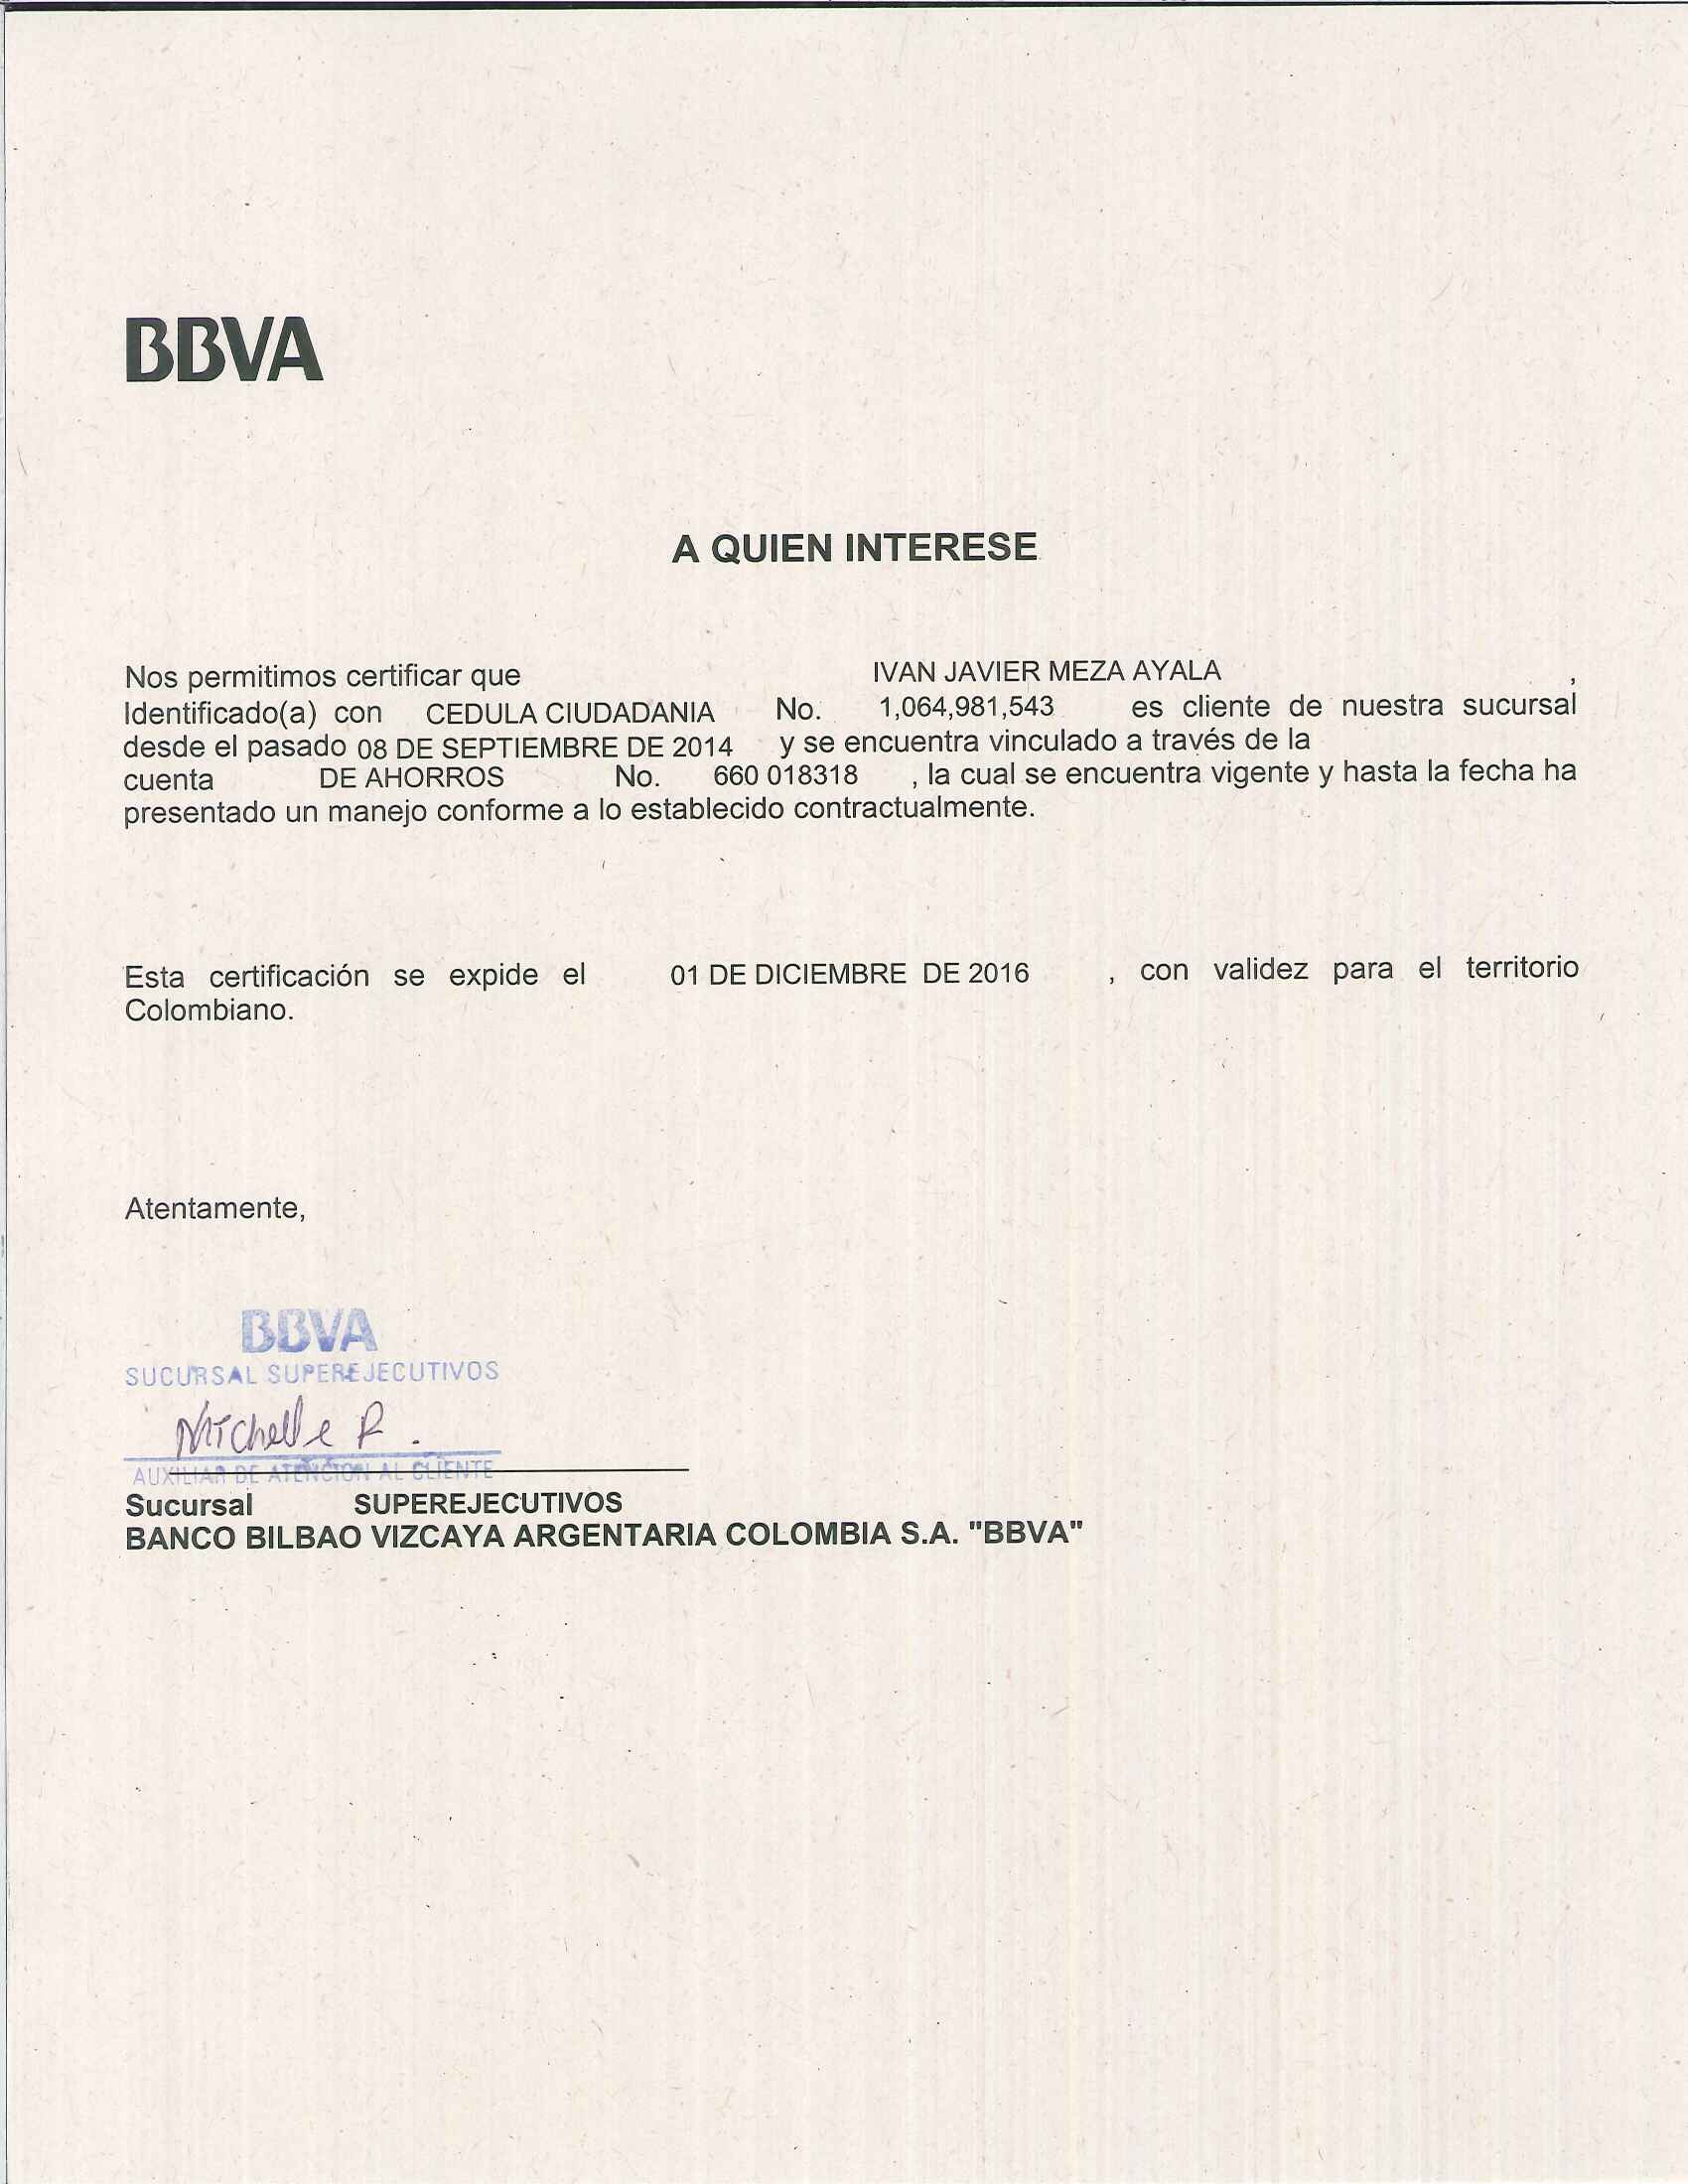 BBVA
A QUIEN INTERESE
Nos permitimos certificar que IVAN JAVIER MEZA AYALA ,
Identificado(a) con CEDULA CIUDADANIA No. 1,064,981,543 es cliente de nuestra sucursal
desde el pasado 08 DE SEPTIEMBRE DE 2014 y se encuentra vinculado a través de la
cuenta DE AHORROS No. 660 018318 , la cual se encuentra vigente y hasta la fecha ha
presentado un manejo conforme a lo establecido contractualmente.
Esta certificación se expide el 01 DE DICIEMBRE DE 2016 , con validez para el territorio
Colombiano.
Atentamente,
BBVA
SUCURSAL SUPEREJECUTIVOS
Michelle R.
AUXILIAR DE ATENCION AL CLIENTE
Sucursal SUPEREJECUTIVOS
BANCO BILBAO VIZCAYA ARGENTARIA COLOMBIA S.A. "BBVA"